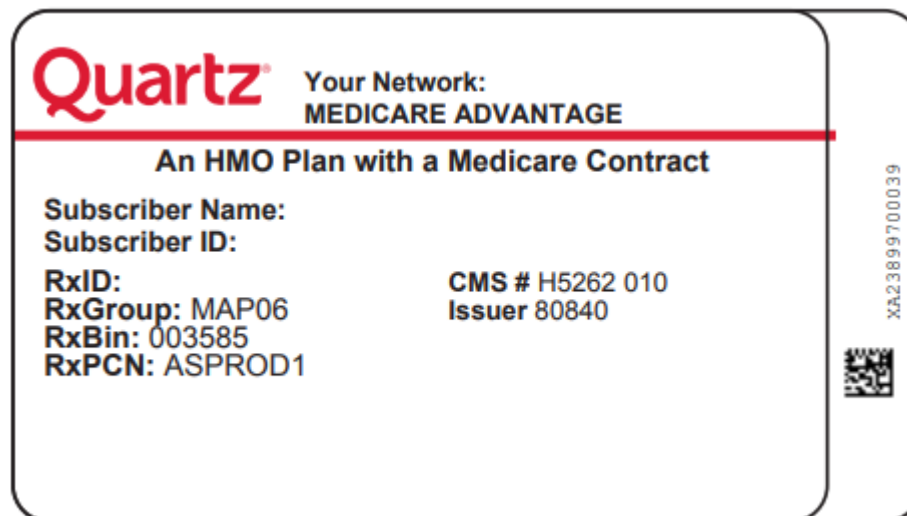 Quartz
Your Network:
MEDICARE ADVANTAGE
An HMO Plan with a Medicare Contract
Subscriber Name:
Subscriber ID:
RxID:
RxGroup: MAP06
RxBin: 003585
RxPCN: ASPROD1
CMS # H5262 010
Issuer 80840
XA23899700039